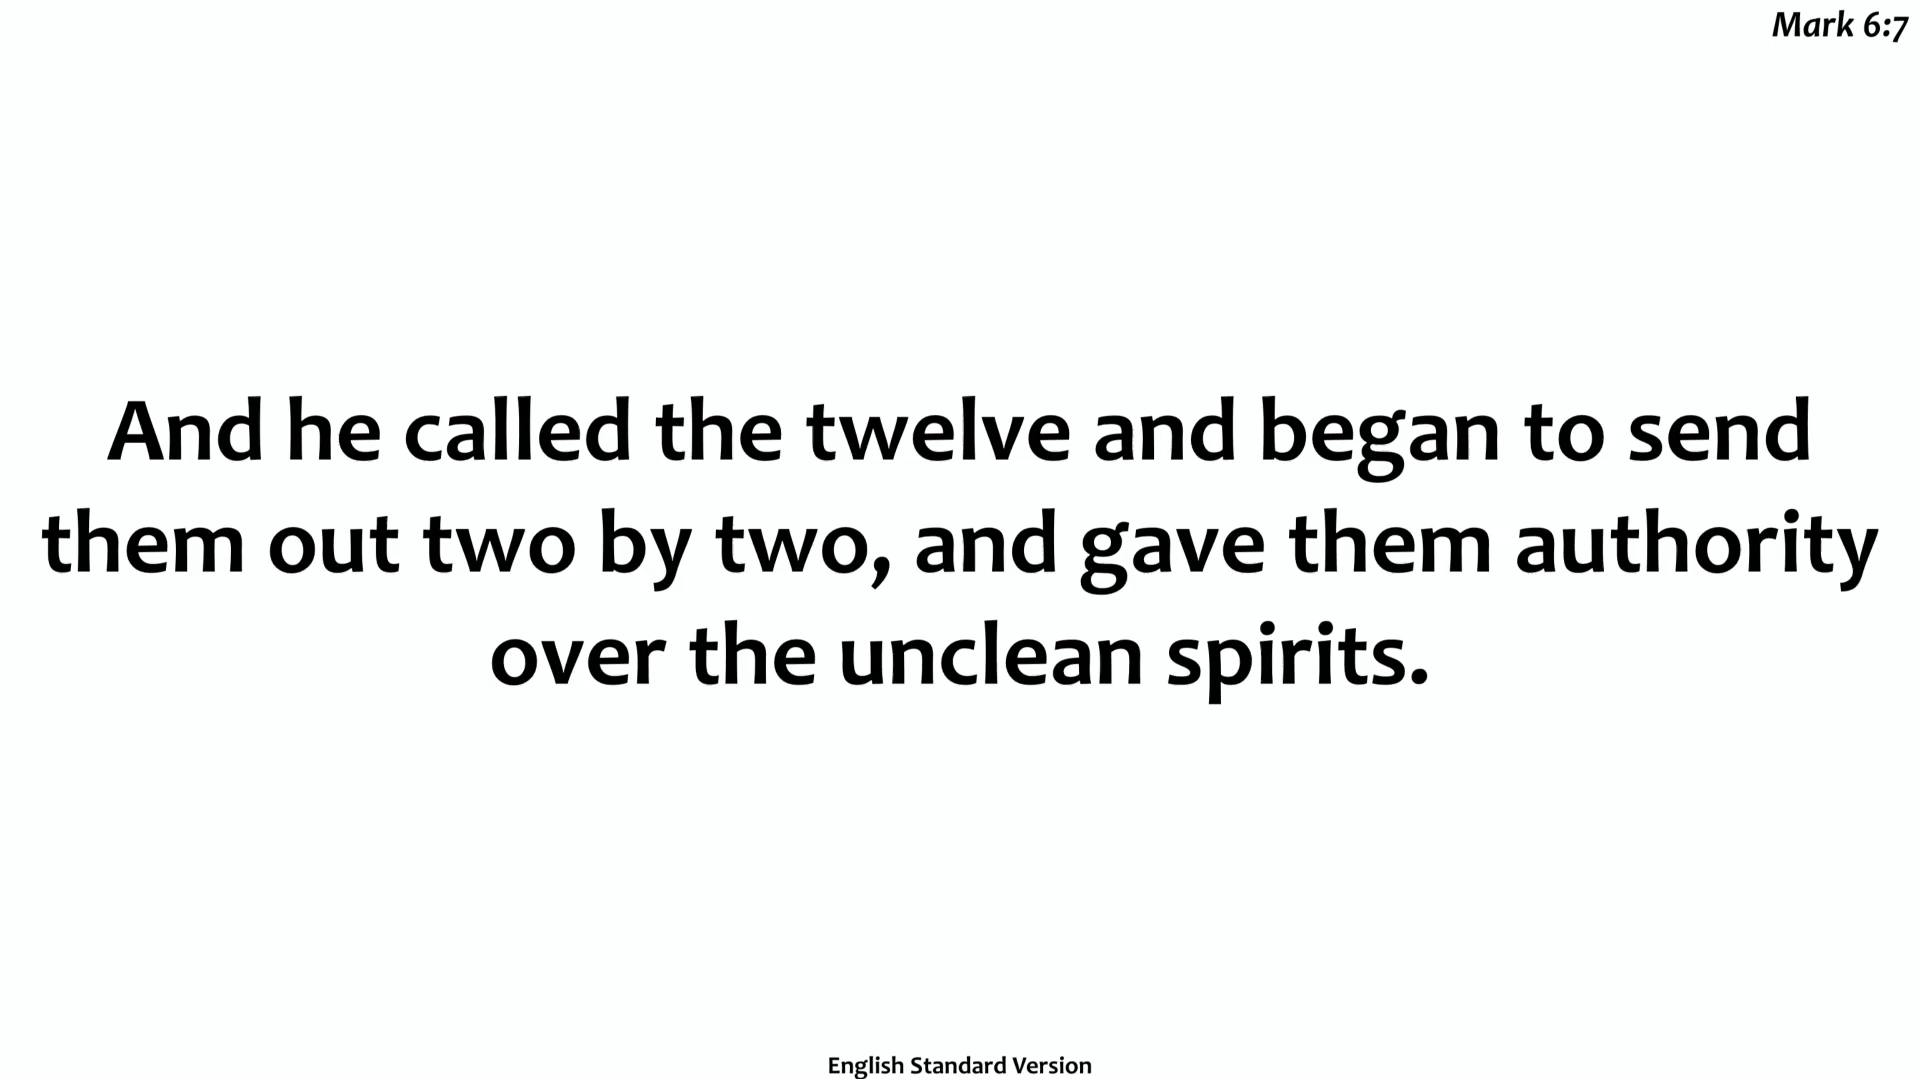 Mark 6:7
And he called the twelve and began to send
them out two by two, and gave them authority
over the unclean spirits.
English Standard Version